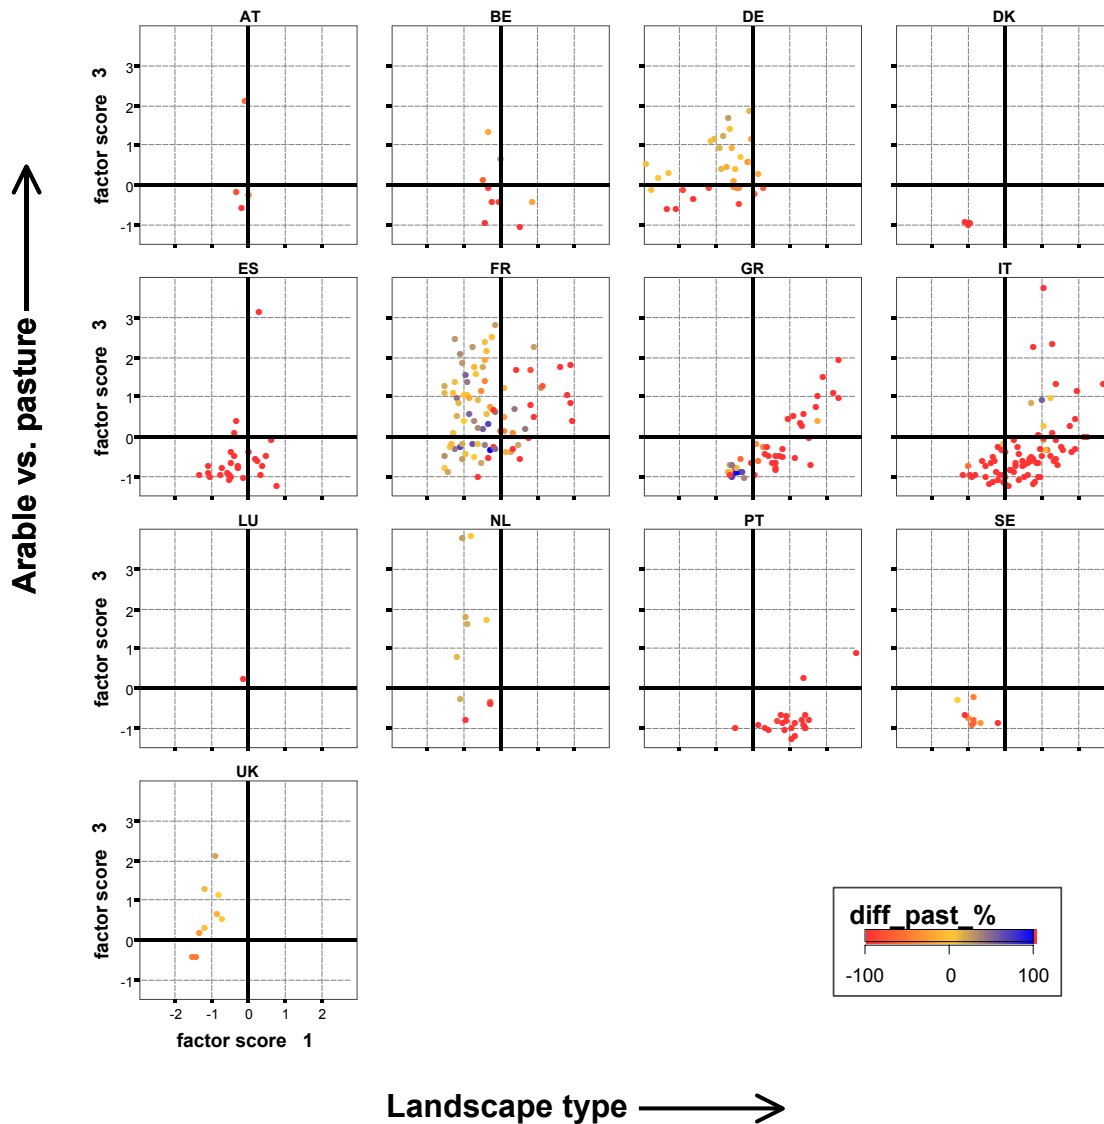 AT BE DE DK
3
2
1
0
-1
factor score 3
ES FR GR IT
3
2
1
0
-1
factor score 3
LU NL PT SE
3
2
1
0
-1
factor score 3
UK
3
2
1
0
-1
factor score 3
-2 -1 0 1 2
factor score 1
Arable vs. pasture
diff_past_%
-100 0 100
Landscape type